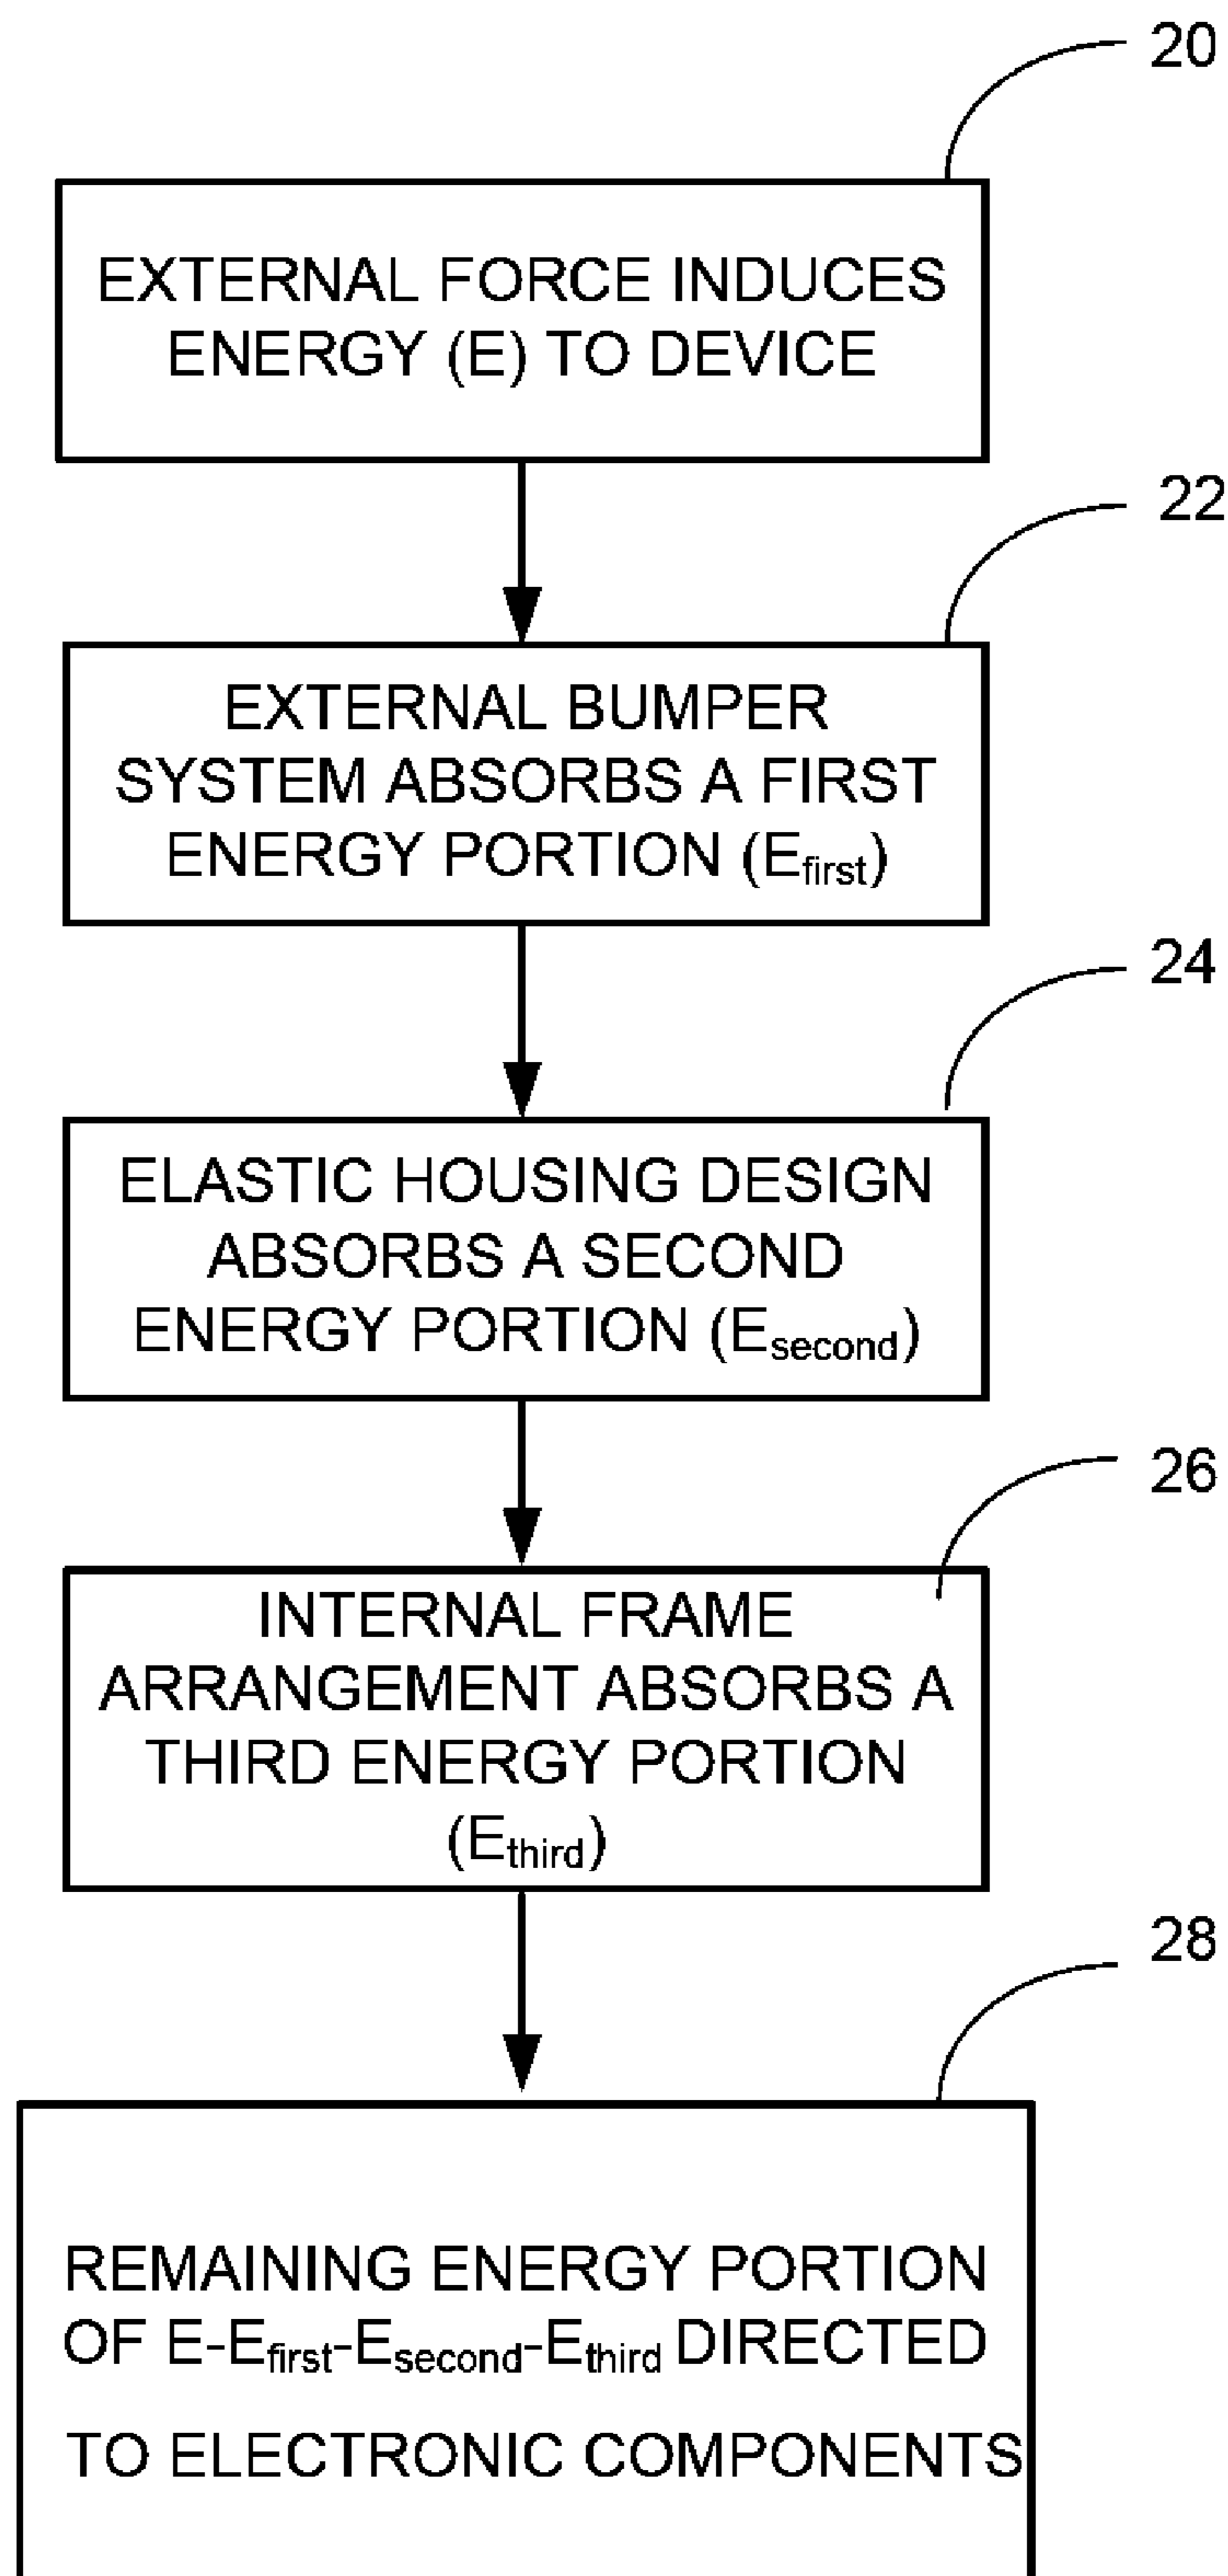 20
EXTERNAL FORCE INDUCES
ENERGY (E) TO DEVICE
22
EXTERNAL BUMPER
SYSTEM ABSORBS A FIRST
ENERGY PORTION (Efirst)
24
ELASTIC HOUSING DESIGN
ABSORBS A SECOND
ENERGY PORTION (Esecond)
26
INTERNAL FRAME
ARRANGEMENT ABSORBS A
THIRD ENERGY PORTION
(Ethird)
28
REMAINING ENERGY PORTION
OF E-Efirst-Esecond-Ethird DIRECTED
TO ELECTRONIC COMPONENTS